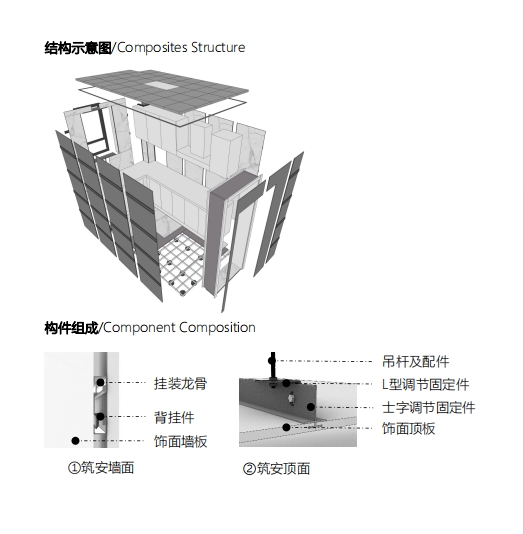 结构示意图/Composites Structure
构件组成/Component Composition
挂装龙骨
背挂件
饰面墙板
①筑安墙面
吊杆及配件
L型调节固定件
士字调节固定件
饰面顶板
②筑安顶面